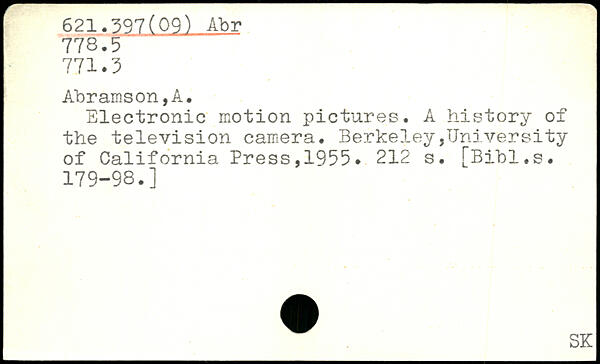 621.397(09) Abr
778.5
771.3
Abramson,A.
Electronic motion pictures. A history of
the television camera. Berkeley,University
of California Press,1955. 212 s. [Bibl.s.
179-98.]
SK